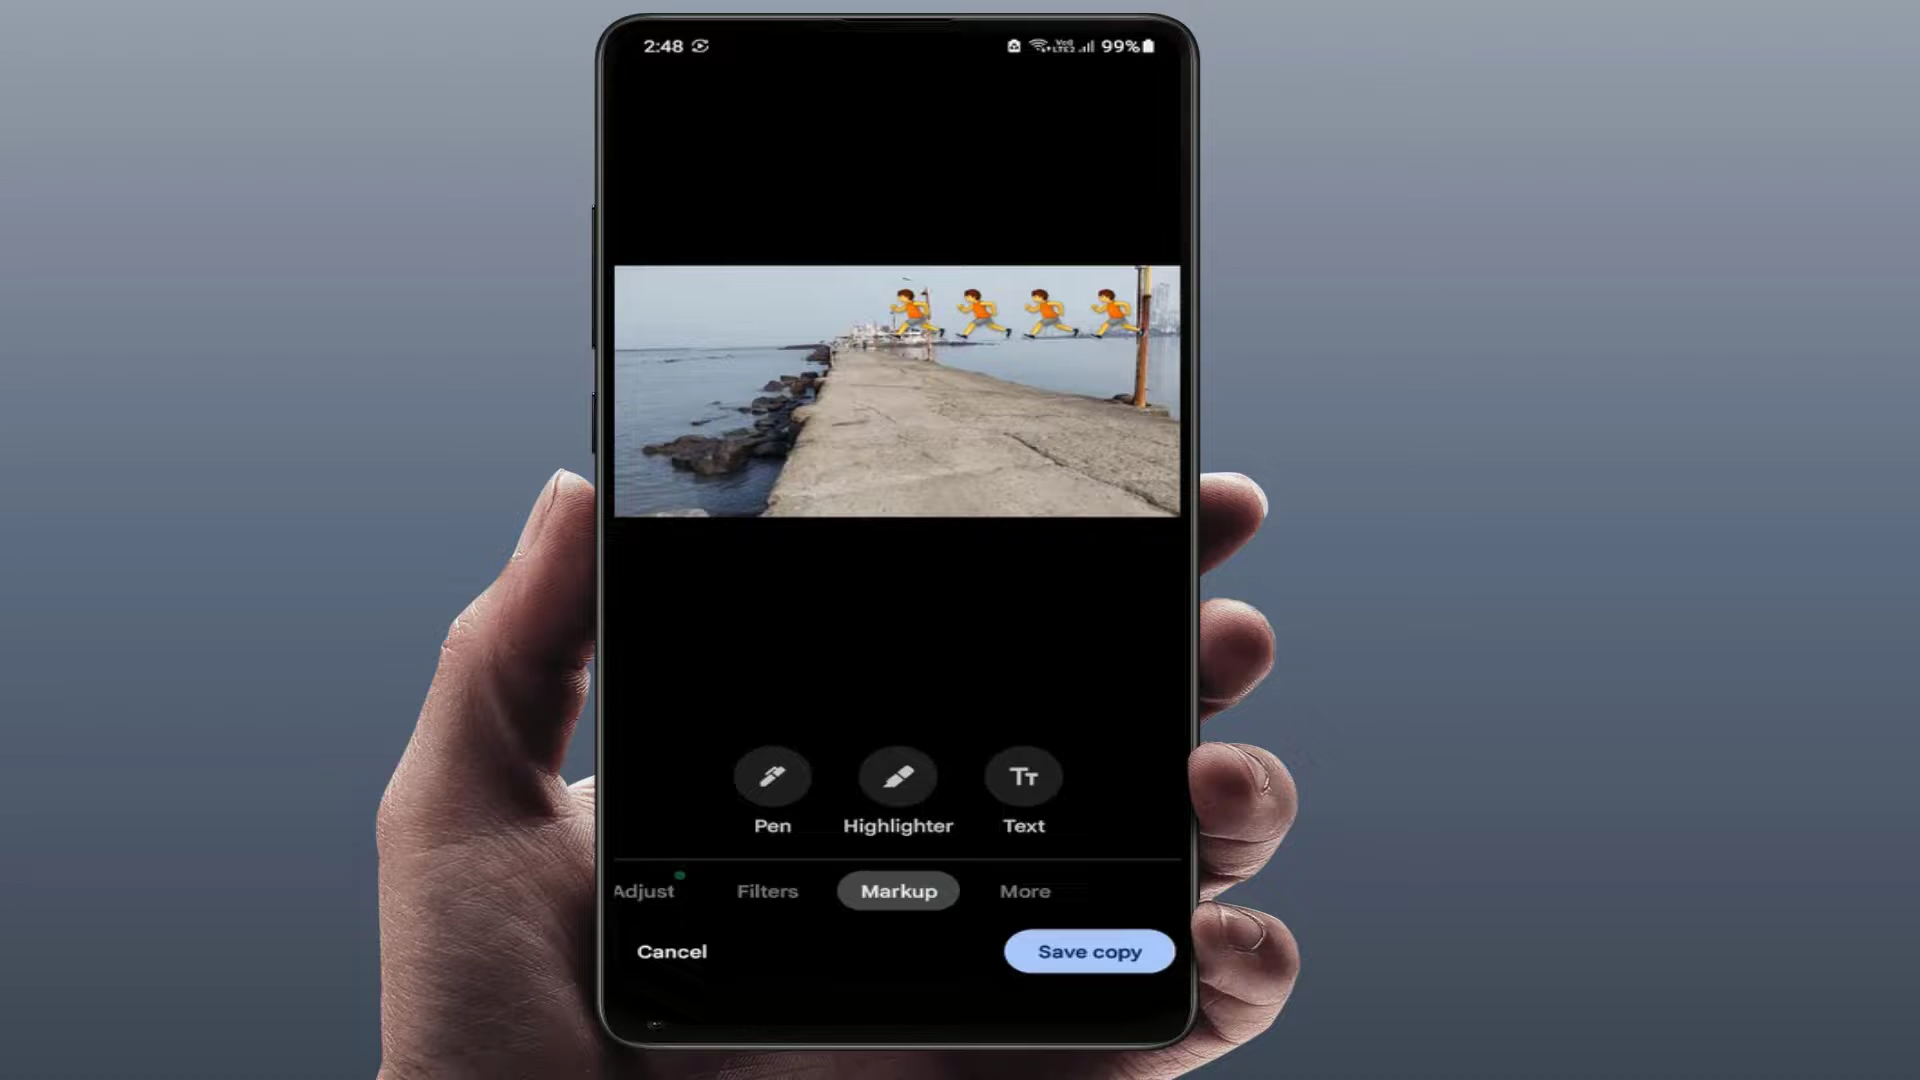 2:48
99%
Pen Highlighter Text
Adjust Filters Markup More
Cancel Save copy